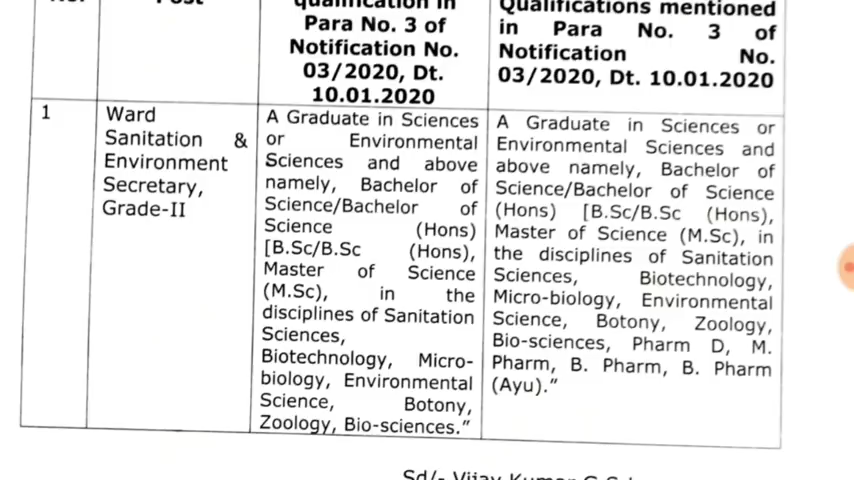 No.
Post
qualification in
Para No. 3 of
Notification No.
03/2020, Dt.
10.01.2020
Qualifications mentioned
in Para No. 3 of
Notification No.
03/2020, Dt. 10.01.2020
1
Ward
Sanitation &
Environment
Secretary,
Grade-II
A Graduate in Sciences
or Environmental
Sciences and above
namely, Bachelor of
Science/Bachelor of
Science (Hons)
[B.Sc/B.Sc (Hons),
Master of Science
(M.Sc), in the
disciplines of Sanitation
Sciences,
Biotechnology, Micro-
biology, Environmental
Science, Botony,
Zoology, Bio-sciences.”
A Graduate in Sciences or
Environmental Sciences and
above namely, Bachelor of
Science/Bachelor of Science
(Hons) [B.Sc/B.Sc (Hons),
Master of Science (M.Sc), in
the disciplines of Sanitation
Sciences, Biotechnology,
Micro-biology, Environmental
Science, Botony, Zoology,
Bio-sciences, Pharm D, M.
Pharm, B. Pharm, B. Pharm
(Ayu).”
Sd/- Vijay Kumar G